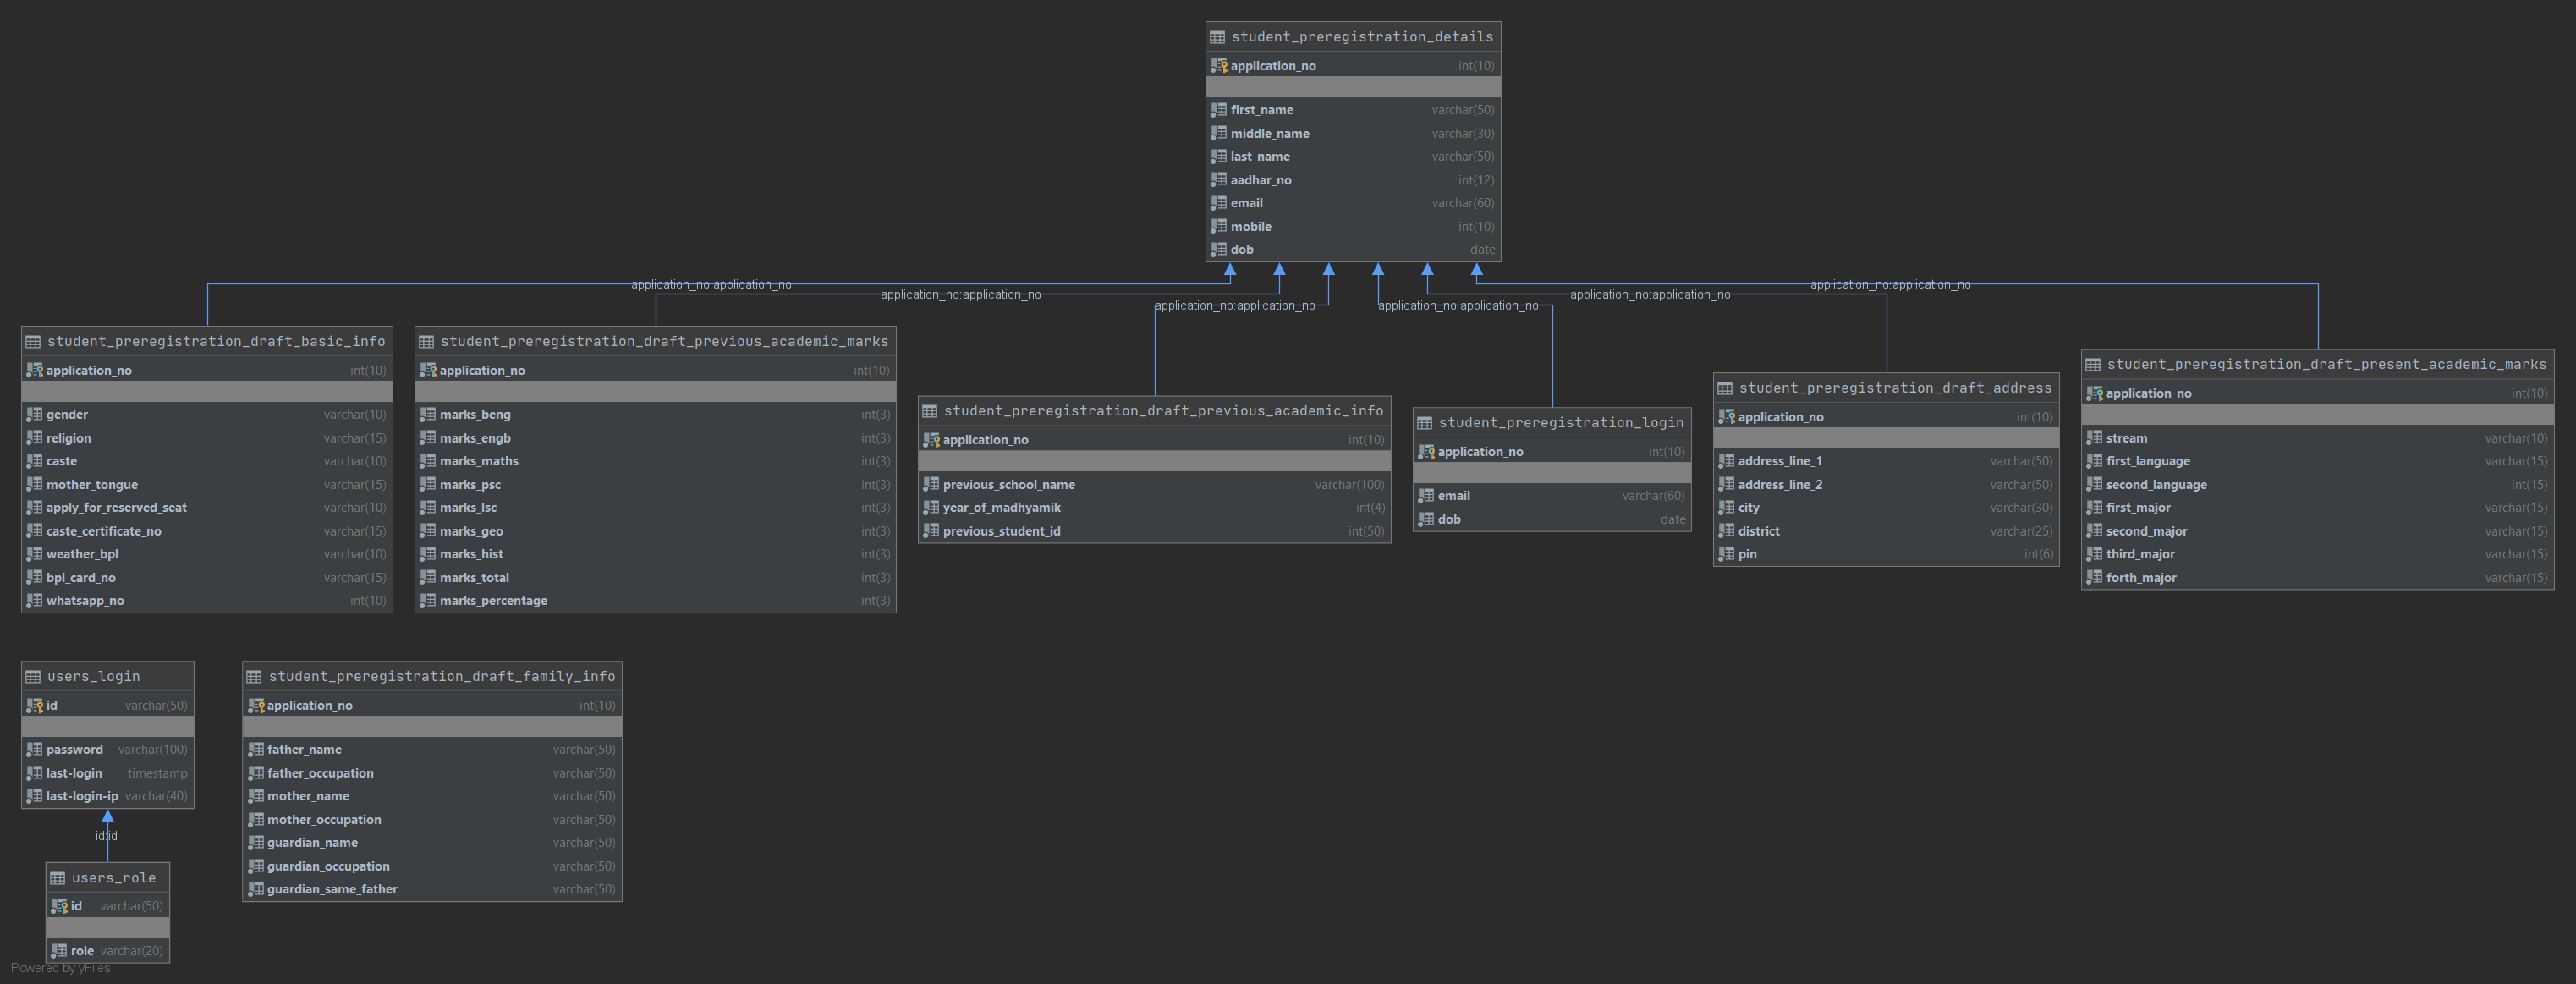 student_preregistration_details
application_no int(10)
first_name varchar(50)
middle_name varchar(30)
last_name varchar(50)
aadhar_no int(12)
email varchar(60)
mobile int(10)
dob date
application_no:application_no
application_no:application_no
application_no:application_no
application_no:application_no
application_no:application_no
application_no:application_no
student_preregistration_draft_basic_info
application_no int(10)
gender varchar(10)
religion varchar(15)
caste varchar(10)
mother_tongue varchar(15)
apply_for_reserved_seat varchar(10)
caste_certificate_no varchar(15)
weather_bpl varchar(10)
bpl_card_no varchar(15)
whatsapp_no int(10)
student_preregistration_draft_previous_academic_marks
application_no int(10)
marks_beng int(3)
marks_engb int(3)
marks_maths int(3)
marks_psc int(3)
marks_lsc int(3)
marks_geo int(3)
marks_hist int(3)
marks_total int(3)
marks_percentage int(3)
student_preregistration_draft_previous_academic_info
application_no int(10)
previous_school_name varchar(100)
year_of_madhyamik int(4)
previous_student_id int(50)
student_preregistration_login
application_no int(10)
email varchar(60)
dob date
student_preregistration_draft_address
application_no int(10)
address_line_1 varchar(50)
address_line_2 varchar(50)
city varchar(30)
district varchar(25)
pin int(6)
student_preregistration_draft_present_academic_marks
application_no int(10)
stream varchar(10)
first_language varchar(15)
second_language int(15)
first_major varchar(15)
second_major varchar(15)
third_major varchar(15)
forth_major varchar(15)
users_login
id varchar(50)
password varchar(100)
last-login timestamp
last-login-ip varchar(40)
id:id
users_role
id varchar(50)
role varchar(20)
student_preregistration_draft_family_info
application_no int(10)
father_name varchar(50)
father_occupation varchar(50)
mother_name varchar(50)
mother_occupation varchar(50)
guardian_name varchar(50)
guardian_occupation varchar(50)
guardian_same_father varchar(50)
Powered by yFiles